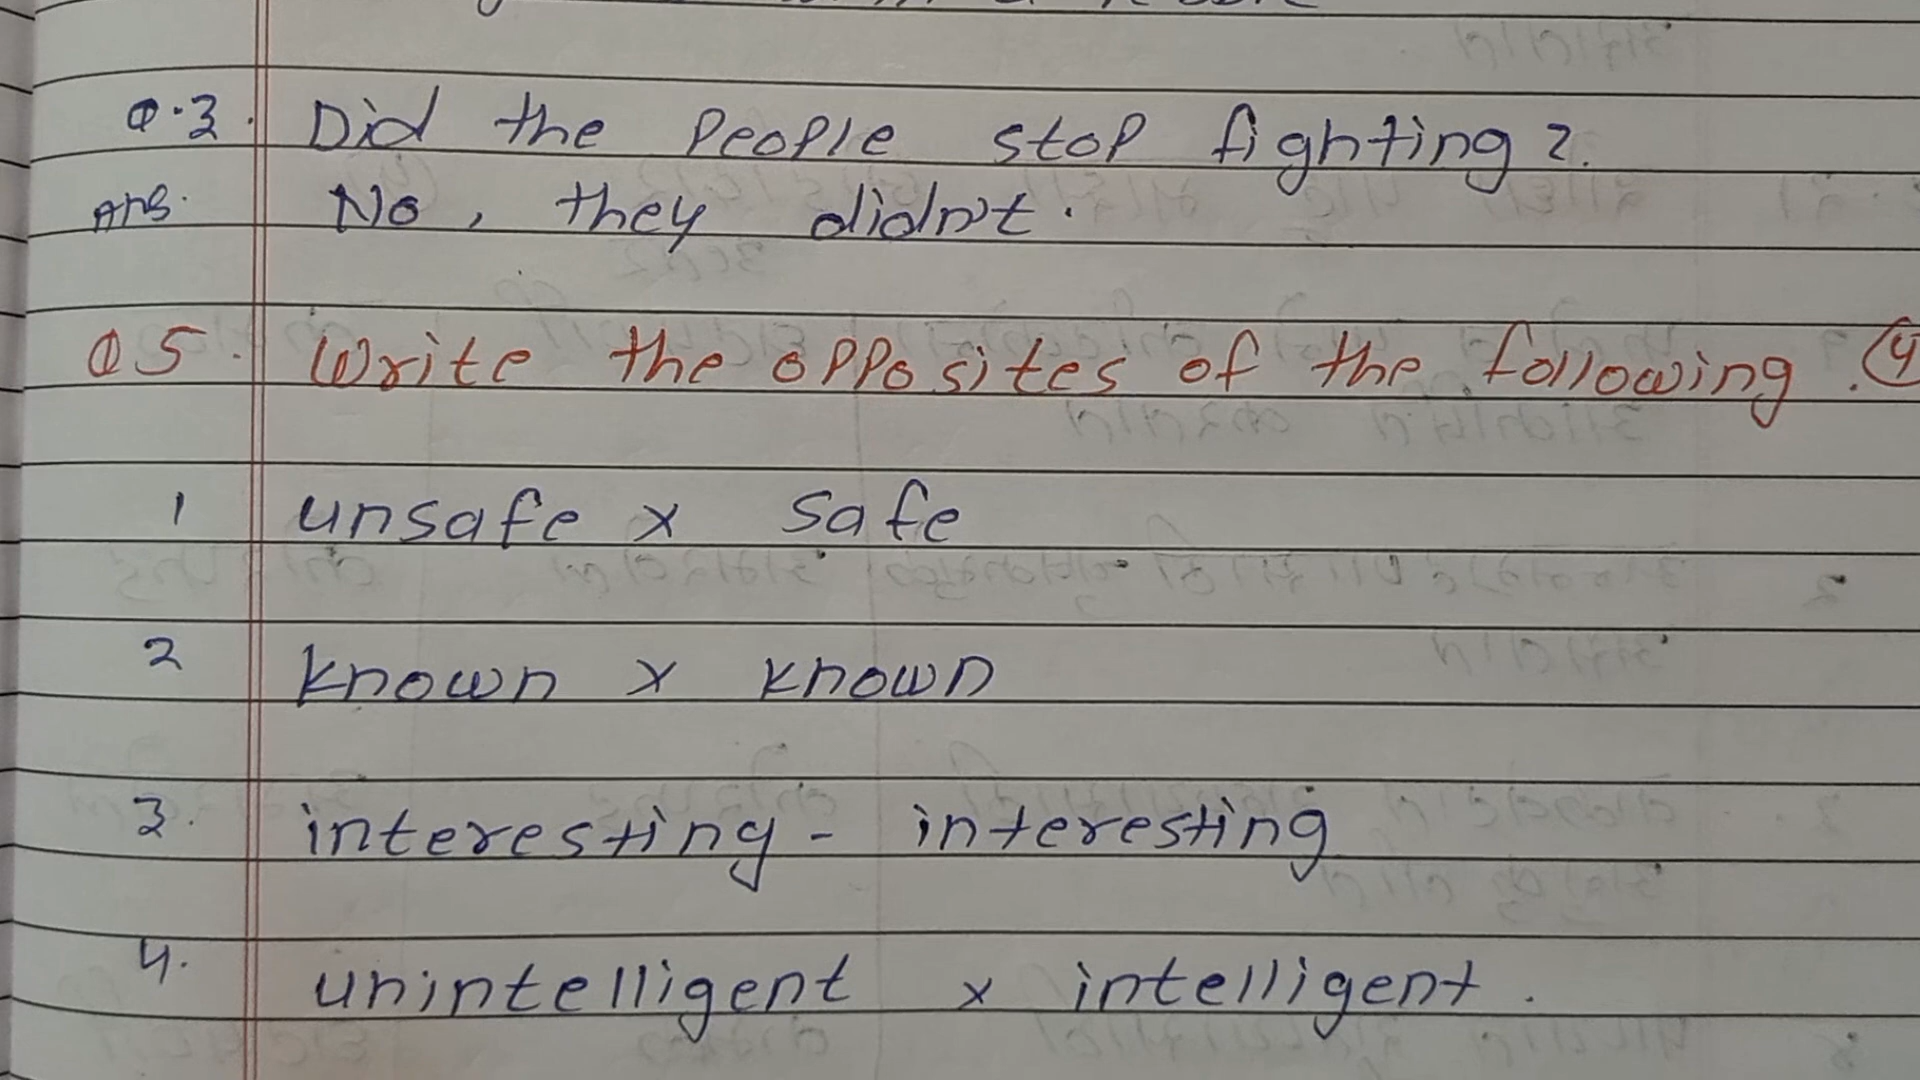 Q.3. Did the People stop fighting?.
Ans. No, they didn't.
Q5. Write the opposites of the following. (4
1 unsafe x safe
2 known x known
3. interesting - interesting
4. unintelligent x intelligent.